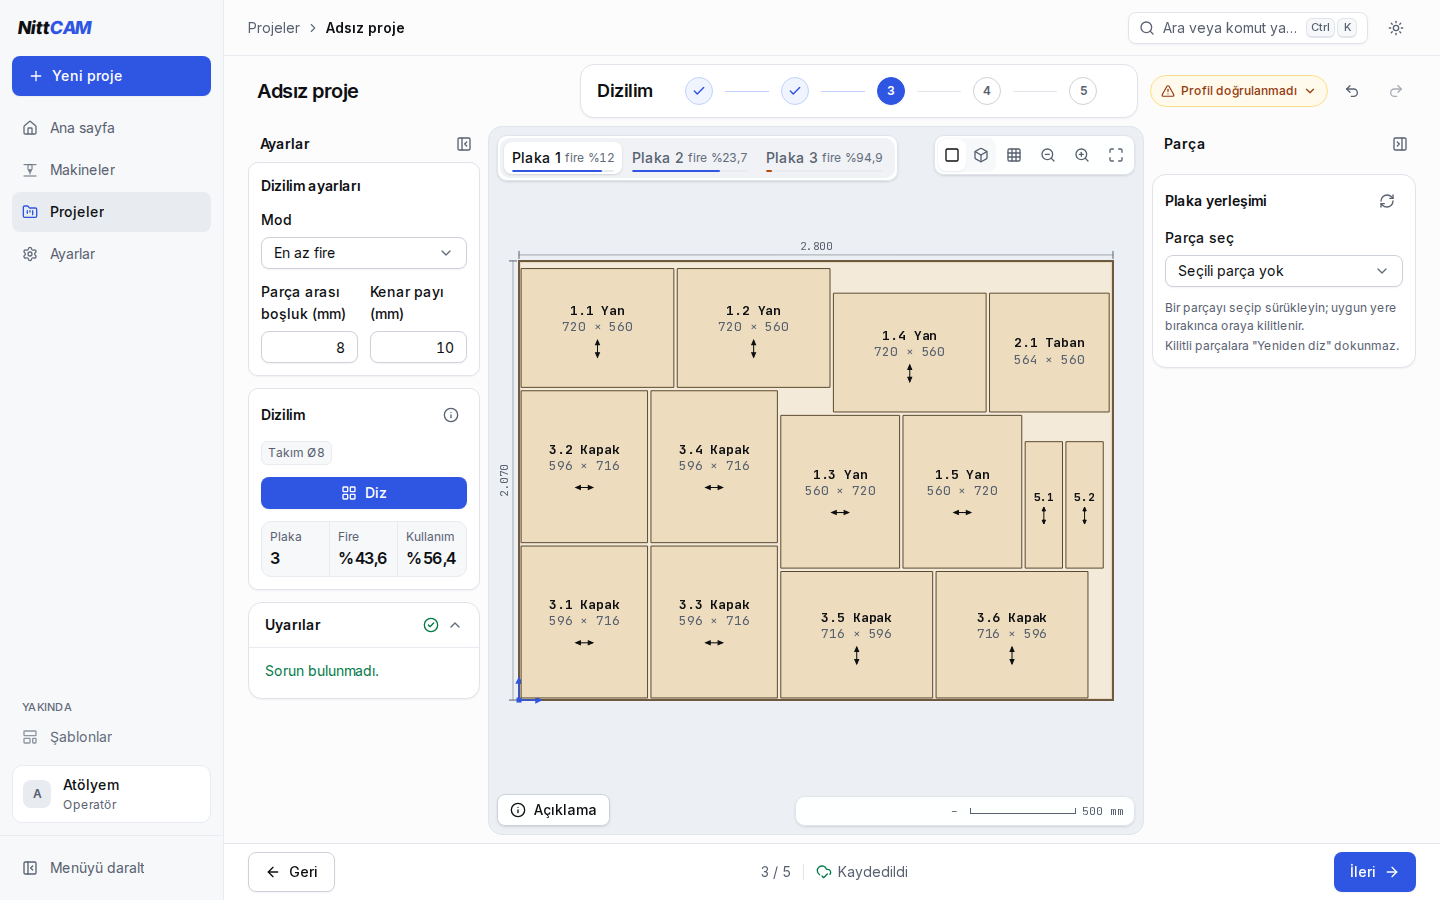 NittCAM
Yeni proje
Ana sayfa
Makineler
Projeler
Ayarlar
YAKINDA
Şablonlar
A
Atölyem
Operatör
Menüyü daralt
Projeler > Adsız proje
Ara veya komut ya... Ctrl K
Adsız proje
Dizilim 3 4 5
Profil doğrulanmadı
Ayarlar
Dizilim ayarları
Mod
En az fire
Parça arası boşluk (mm)
8
Kenar payı (mm)
10
Dizilim
Takım Ø8
Diz
Plaka
3
Fire
%43,6
Kullanım
%56,4
Uyarılar
Sorun bulunmadı.
Plaka 1 fire %12
Plaka 2 fire %23,7
Plaka 3 fire %94,9
2.800
2.070
1.1 Yan
720 × 560
1.2 Yan
720 × 560
1.4 Yan
720 × 560
2.1 Taban
564 × 560
3.2 Kapak
596 × 716
3.4 Kapak
596 × 716
1.3 Yan
560 × 720
1.5 Yan
560 × 720
5.1
5.2
3.1 Kapak
596 × 716
3.3 Kapak
596 × 716
3.5 Kapak
716 × 596
3.6 Kapak
716 × 596
Açıklama
– 500 mm
Parça
Plaka yerleşimi
Parça seç
Seçili parça yok
Bir parçayı seçip sürükleyin; uygun yere
bırakınca oraya kilitlenir.
Kilitli parçalara "Yeniden diz" dokunmaz.
Geri
3 / 5
Kaydedildi
İleri